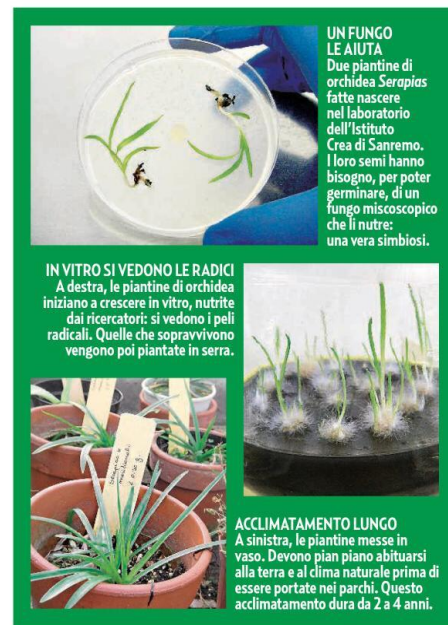 UN FUNGO
LE AIUTA
Due piantine di
orchidea Serapias
fatte nascere
nel laboratorio
dell'Istituto
Crea di Sanremo.
I loro semi hanno
bisogno, per poter
germinare, di un
fungo miscoscopico
che li nutre:
una vera simbiosi.
IN VITRO SI VEDONO LE RADICI
A destra, le piantine di orchidea
iniziano a crescere in vitro, nutrite
dai ricercatori: si vedono i peli
radicali. Quelle che sopravvivono
vengono poi piantate in serra.
ACCLIMATAMENTO LUNGO
A sinistra, le piantine messe in
vaso. Devono pian piano abituarsi
alla terra e al clima naturale prima di
essere portate nei parchi. Questo
acclimatamento dura da 2 a 4 anni.